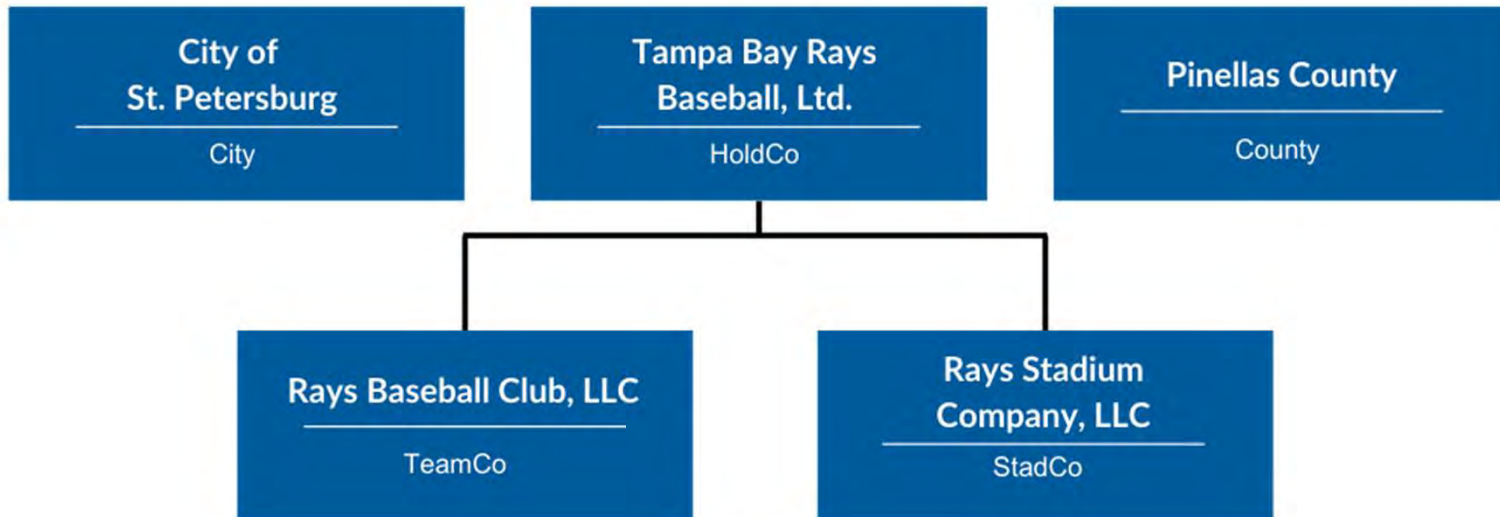 City of
St. Petersburg
City
Tampa Bay Rays
Baseball, Ltd.
HoldCo
Pinellas County
County
Rays Baseball Club, LLC
TeamCo
Rays Stadium
Company, LLC
StadCo